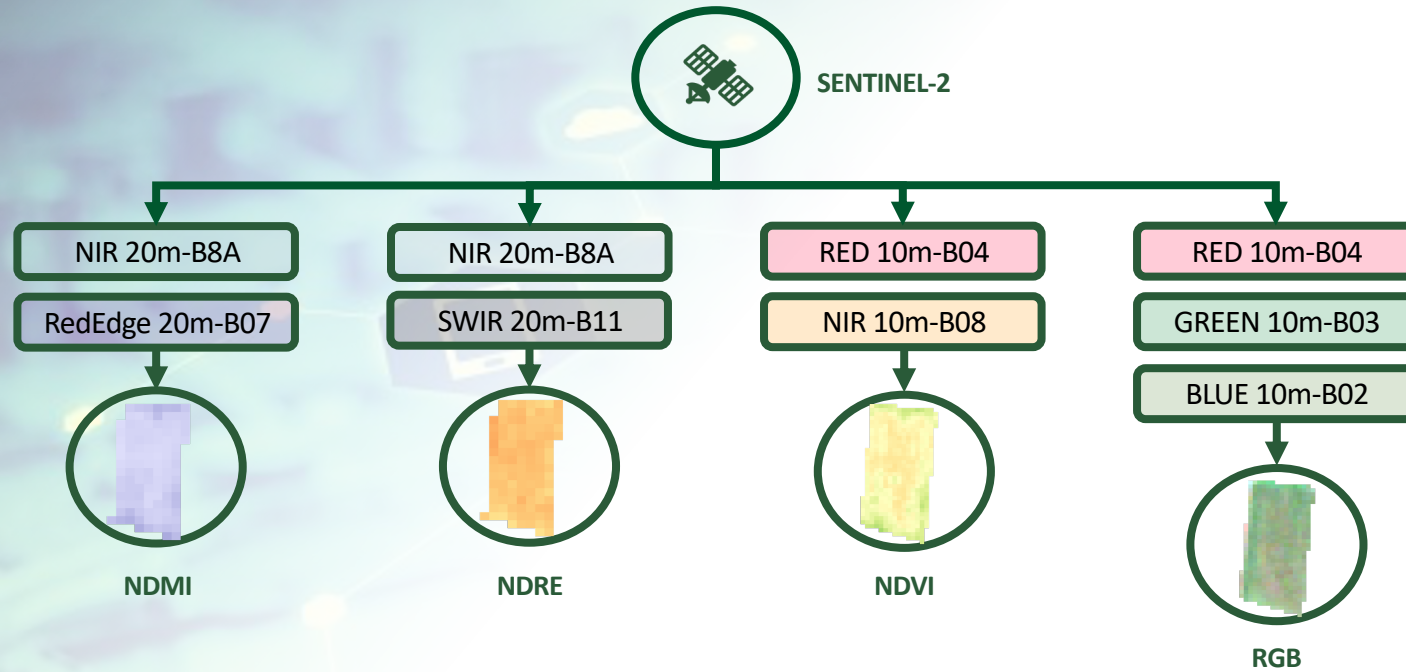 SENTINEL-2
NIR 20m-B8A
RedEdge 20m-B07
NDMI
NIR 20m-B8A
SWIR 20m-B11
NDRE
RED 10m-B04
NIR 10m-B08
NDVI
RED 10m-B04
GREEN 10m-B03
BLUE 10m-B02
RGB